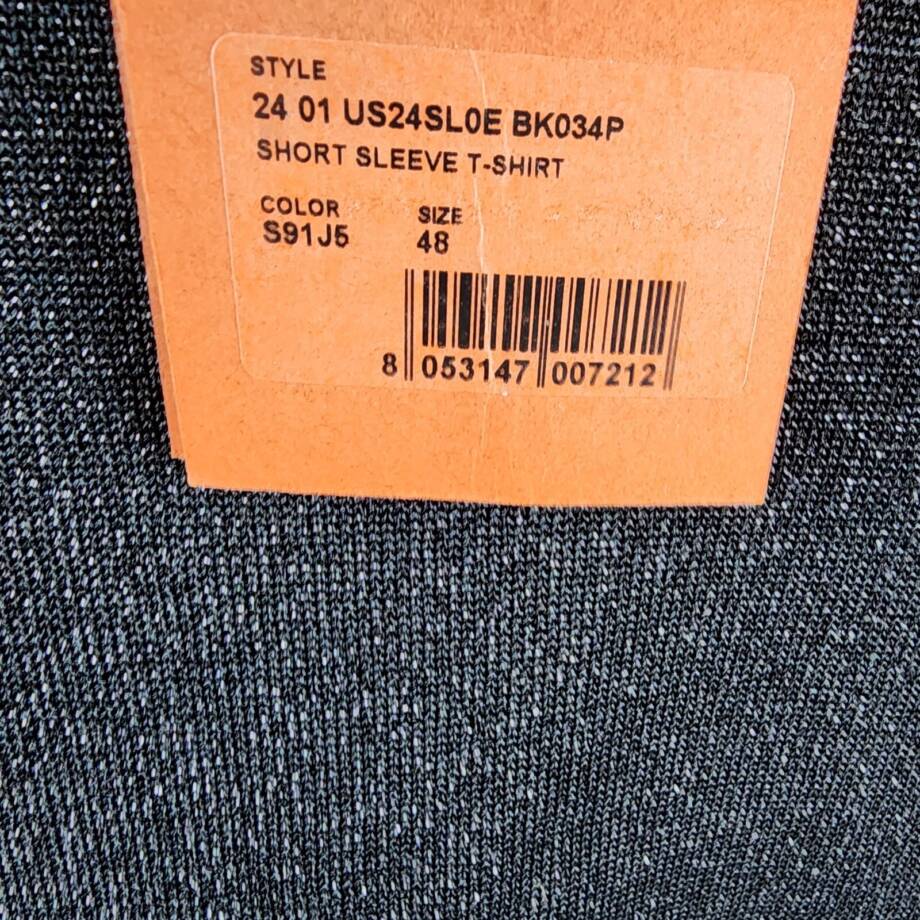 STYLE
24 01 US24SL0E BK034P
SHORT SLEEVE T-SHIRT
COLOR SIZE
S91J5 48
8 053147 007212